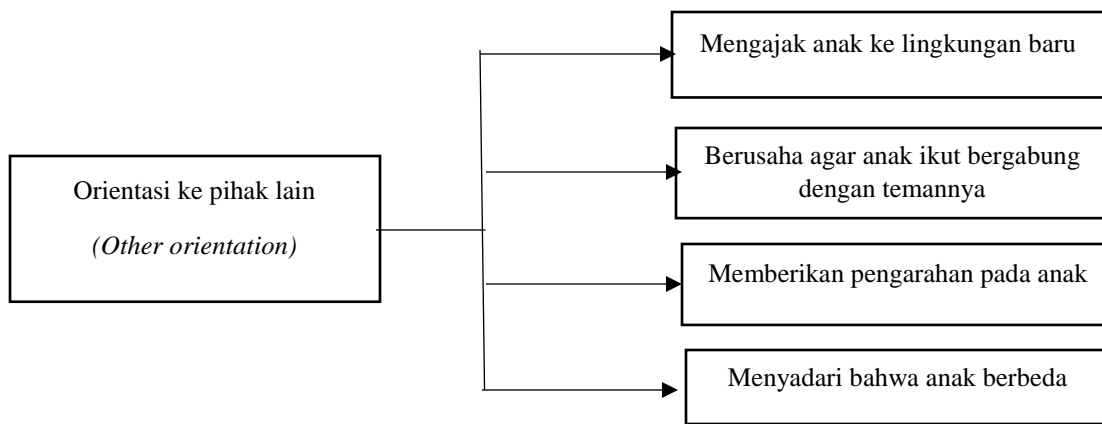 Orientasi ke pihak lain
(Other orientation)
Mengajak anak ke lingkungan baru
Berusaha agar anak ikut bergabung
dengan temannya
Memberikan pengarahan pada anak
Menyadari bahwa anak berbeda